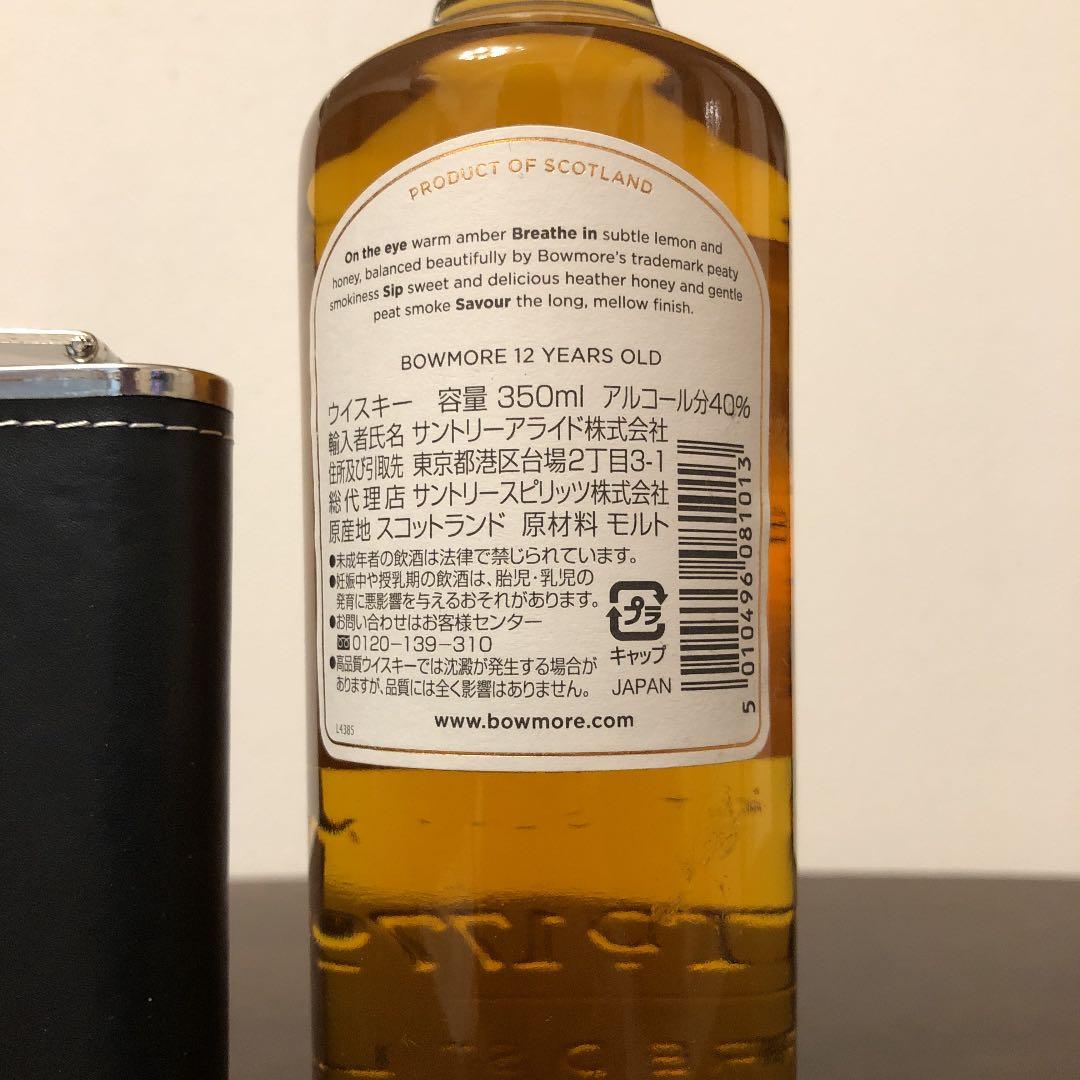 PRODUCT OF SCOTLAND
On the eye warm amber Breathe in subtle lemon and
honey, balanced beautifully by Bowmore's trademark peaty
smokiness Sip sweet and delicious heather honey and gentle
peat smoke Savour the long, mellow finish.
BOWMORE 12 YEARS OLD
ウイスキー 容量 350ml アルコール分40%
輸入者氏名 サントリーアライド株式会社
住所及び引取先 東京都港区台場2丁目3-1
総代理店 サントリースピリッツ株式会社
原産地 スコットランド 原材料 モルト
●未成年者の飲酒は法律で禁じられています。
●妊娠中や授乳期の飲酒は、胎児・乳児の
発育に悪影響を与えるおそれがあります。
●お問い合わせはお客様センター
0120-139-310
●高品質ウイスキーでは沈澱が発生する場合が
ありますが、品質には全く影響はありません。
プラ
キャップ
JAPAN
5 010496 081013
www.bowmore.com
L4385